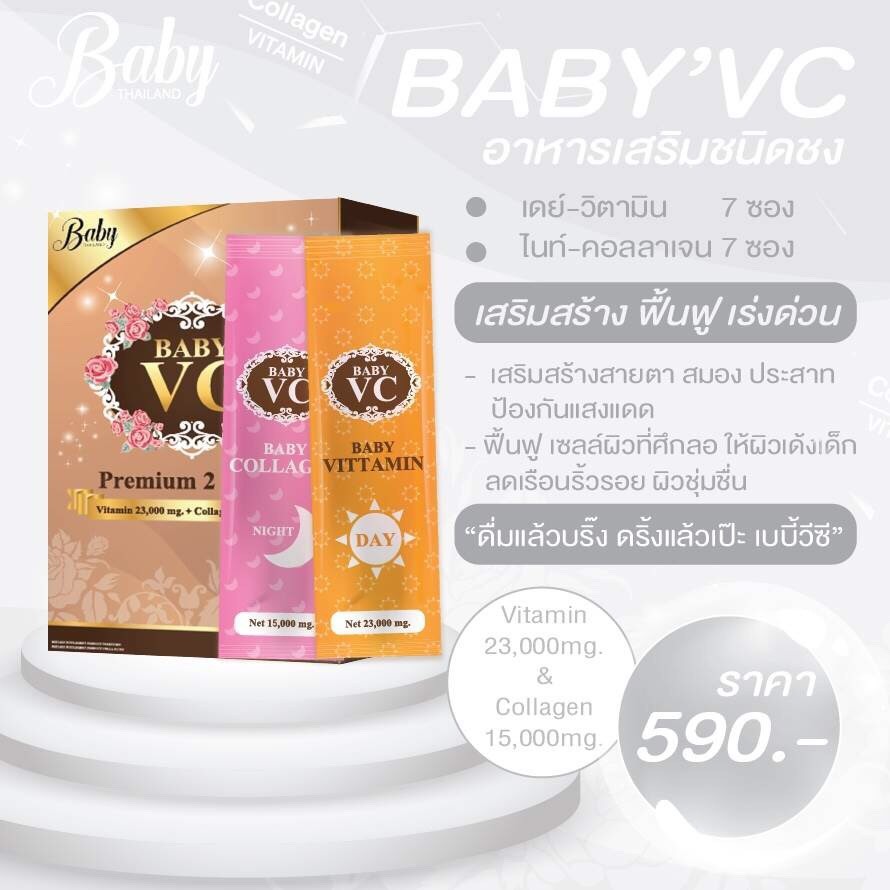 Baby
THAILAND
Collagen
VITAMIN
BABY'VC
อาหารเสริมชนิดชง
● เดย์-วิตามิน 7 ซอง
● ไนท์-คอลลาเจน 7 ซอง
เสริมสร้าง ฟื้นฟู เร่งด่วน
- เสริมสร้างสายตา สมอง ประสาท
ป้องกันแสงแดด
- ฟื้นฟู เซลล์ผิวที่ศึกลอ ให้ผิวเด้งเด็ก
ลดเรือนริ้วรอย ผิวชุ่มชื่น
“ดื่มแล้วบริ๊ง ดริ้งแล้วเป๊ะ เบบี้วีซี”
Vitamin
23,000mg.
&
Collagen
15,000mg.
ราคา
590.-
Baby
THAILAND
BABY
VC
Premium 2
Vitamin 23,000 mg. + Colla
BABY
VC
BABY
COLLAG
NIGHT
Net 15,000 mg.
BABY
VC
BABY
VITTAMIN
DAY
Net 23,000 mg.